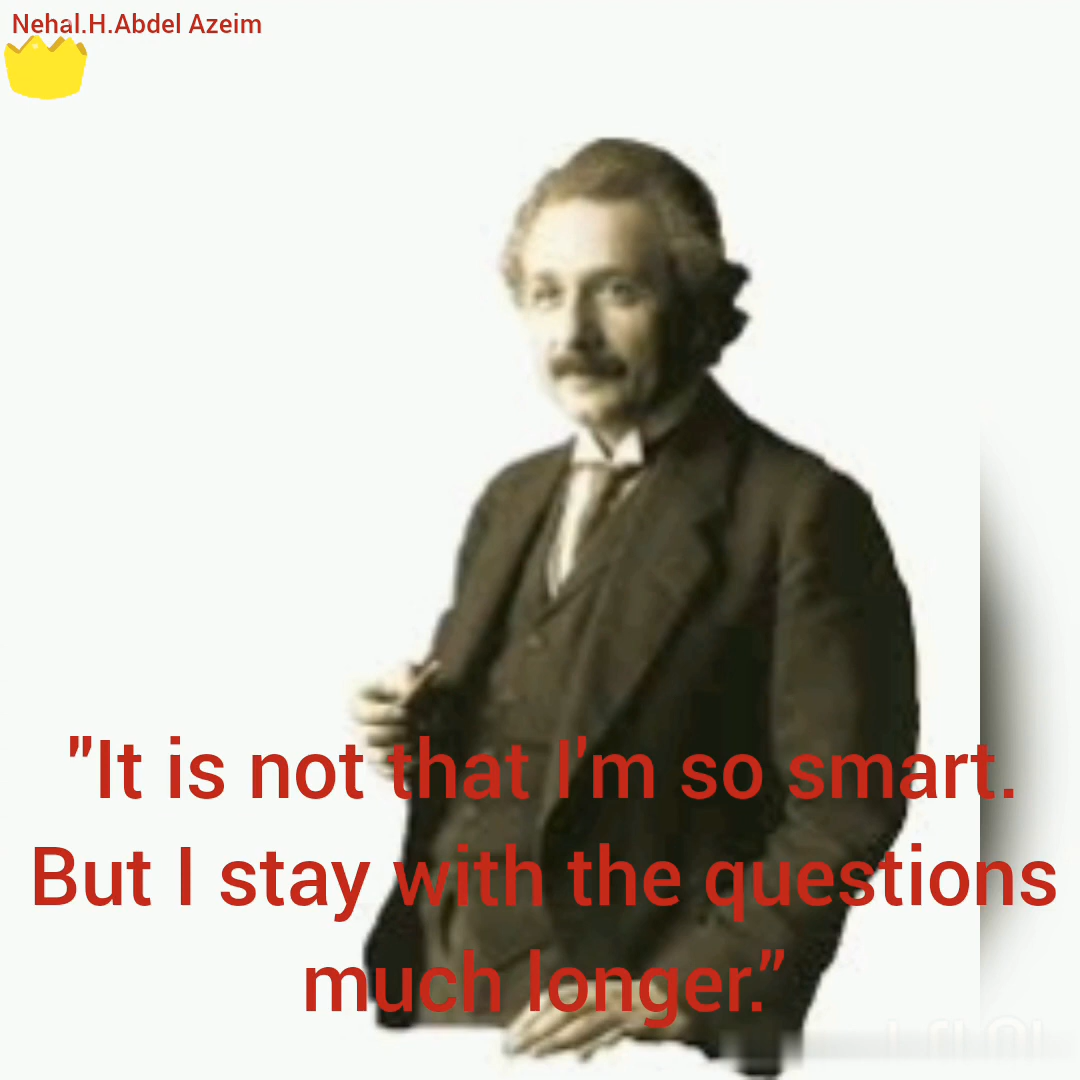 Nehal.H.Abdel Azeim
"It is not that I'm so smart.
But I stay with the questions
much longer.”